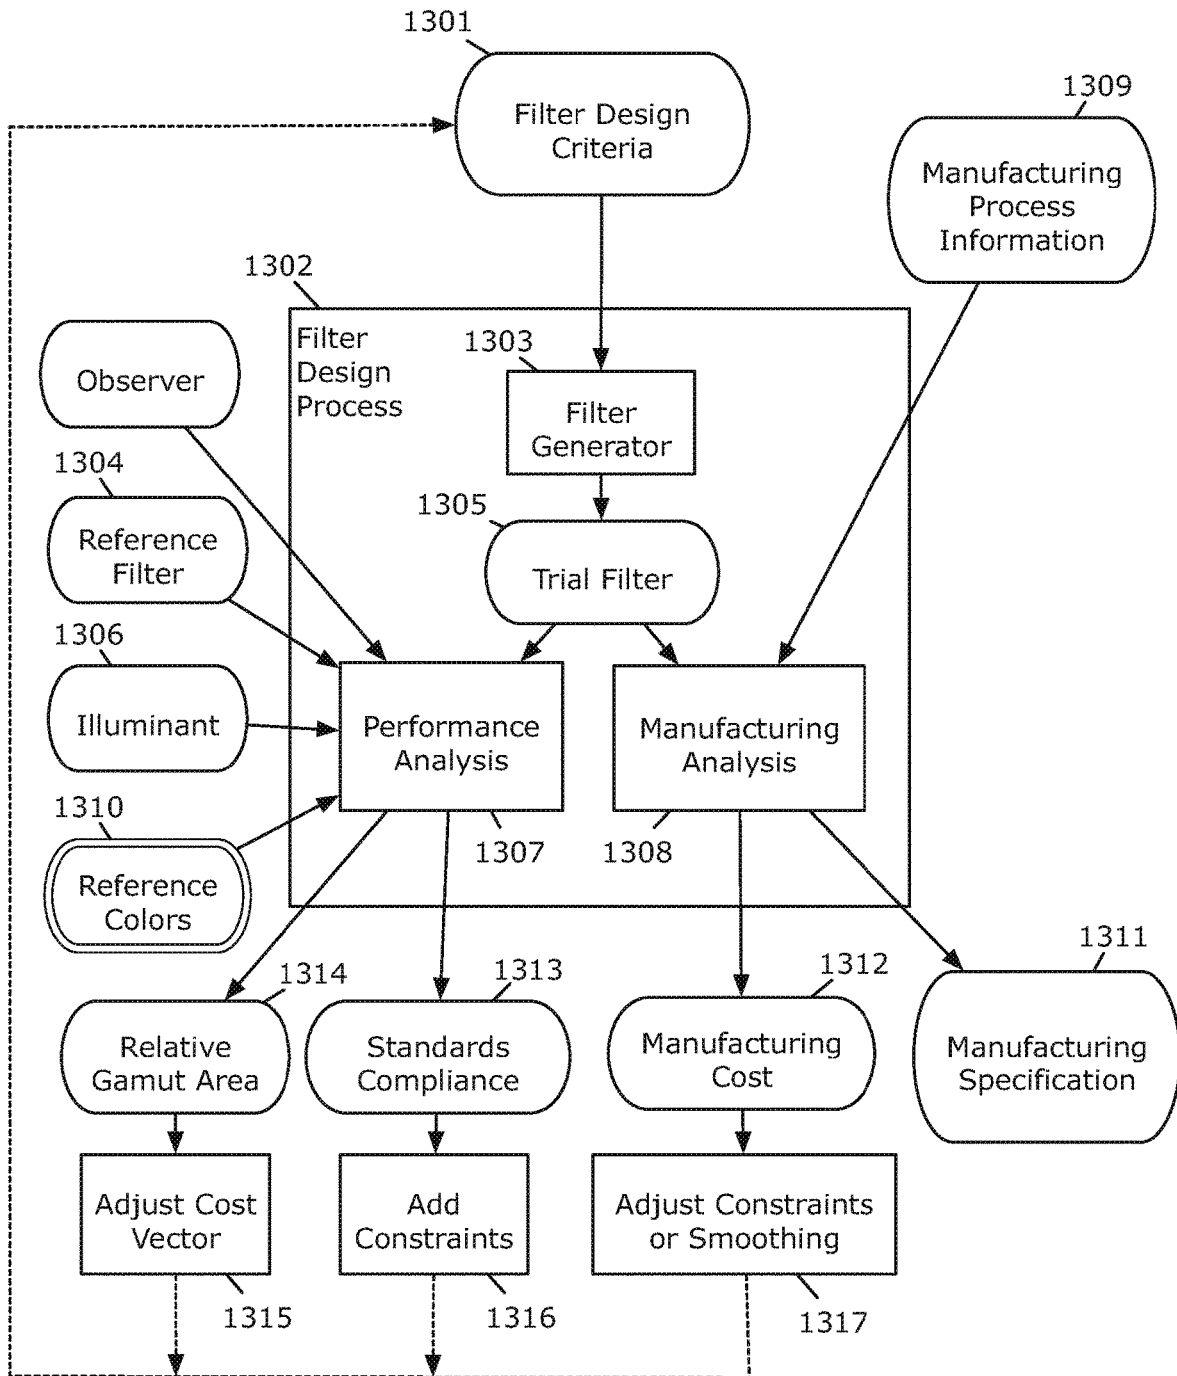 1301
Filter Design
Criteria
1309
Manufacturing
Process
Information
1302
Filter
Design
Process
1303
Filter
Generator
Observer
1304
Reference
Filter
1305
Trial Filter
1306
Illuminant
Performance
Analysis
Manufacturing
Analysis
1310
Reference
Colors
1307
1308
1314
Relative
Gamut Area
1313
Standards
Compliance
1312
Manufacturing
Cost
1311
Manufacturing
Specification
Adjust Cost
Vector
Add
Constraints
Adjust Constraints
or Smoothing
1315
1316
1317